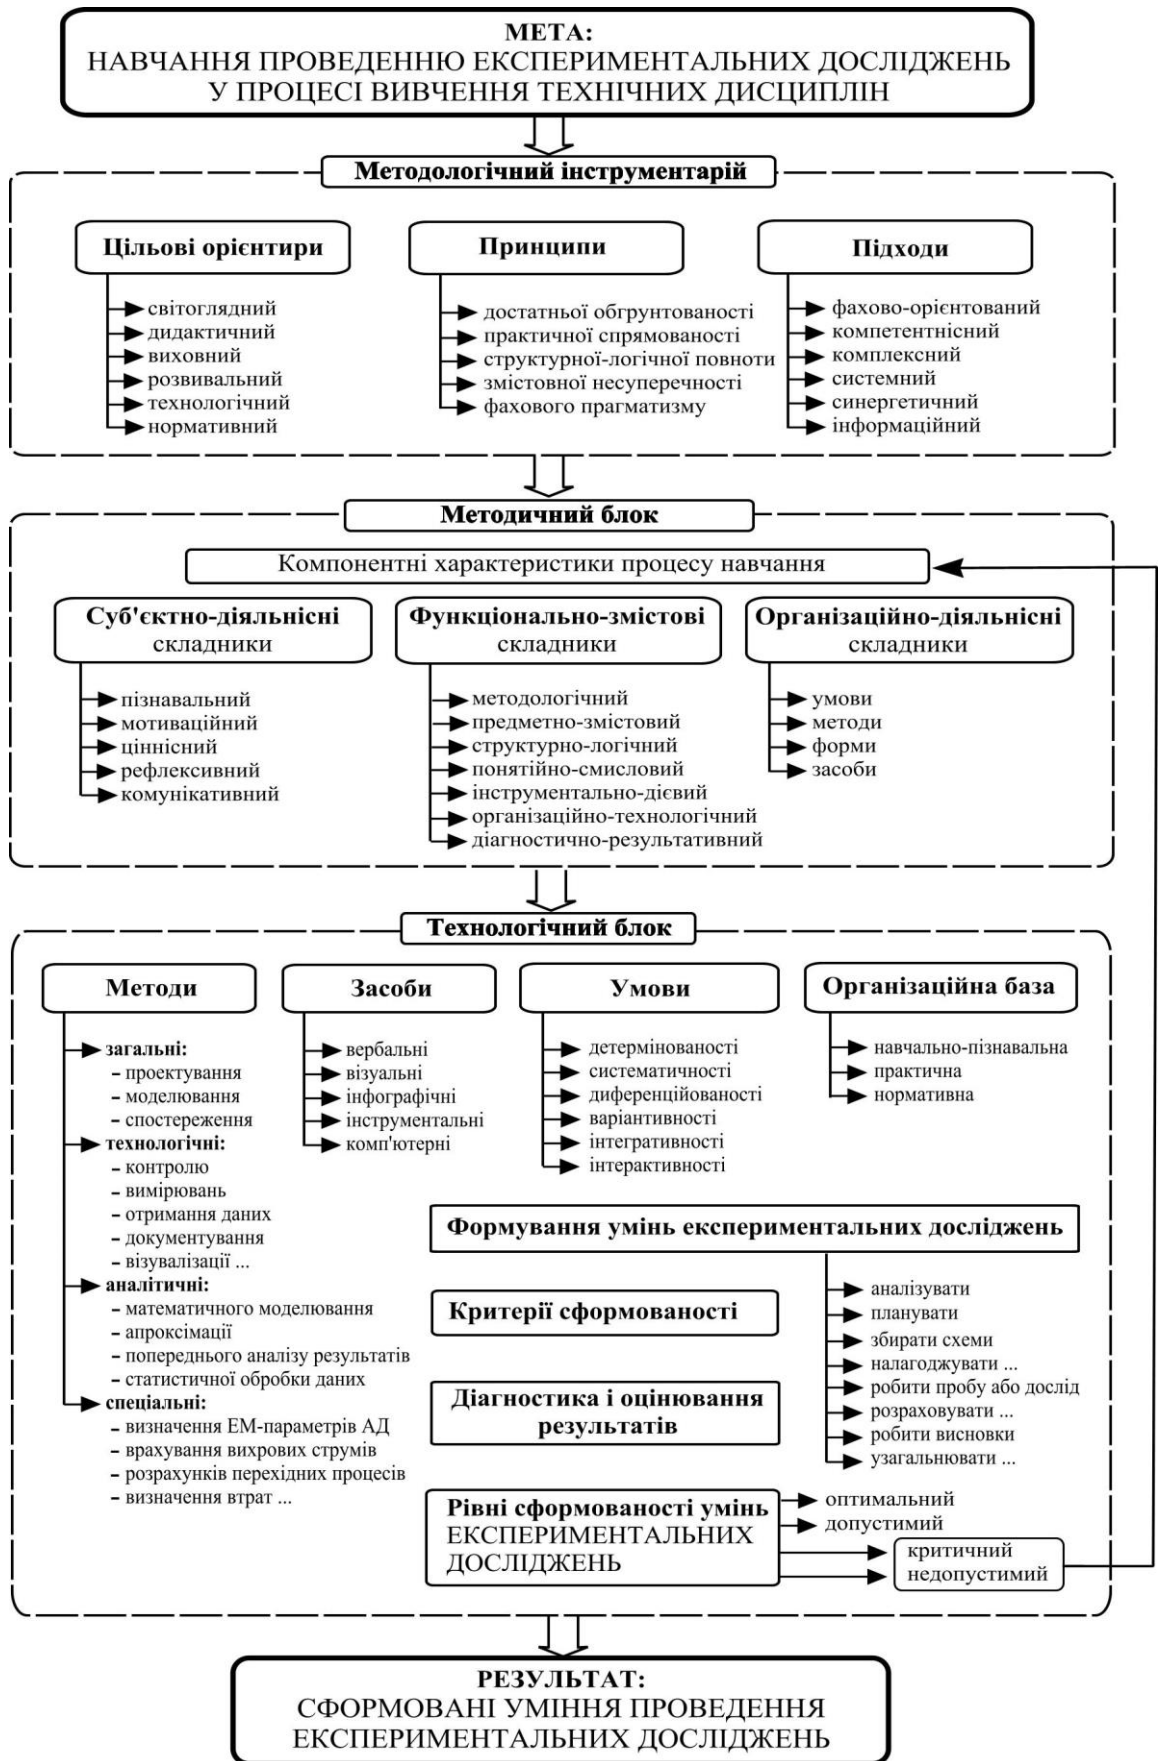 МЕТА:
НАВЧАННЯ ПРОВЕДЕННЮ ЕКСПЕРИМЕНТАЛЬНИХ ДОСЛІДЖЕНЬ
У ПРОЦЕСІ ВИВЧЕННЯ ТЕХНІЧНИХ ДИСЦИПЛІН
Методологічний інструментарій
Цільові орієнтири
світоглядний
дидактичний
виховний
розвивальний
технологічний
нормативний
Принципи
достатньої обгрунтованості
практичної спрямованості
структурної-логічної повноти
змістовної несуперечності
фахового прагматизму
Підходи
фахово-орієнтований
компетентнісний
комплексний
системний
синергетичний
інформаційний
Методичний блок
Компонентні характеристики процесу навчання
Суб'єктно-діяльнісні
складники
пізнавальний
мотиваційний
ціннісний
рефлексивний
комунікативний
Функціонально-змістові
складники
методологічний
предметно-змістовий
структурно-логічний
понятійно-смисловий
інструментально-дієвий
організаційно-технологічний
діагностично-результативний
Організаційно-діяльнісні
складники
умови
методи
форми
засоби
Технологічний блок
Методи
загальні:
– проектування
– моделювання
– спостереження
технологічні:
– контролю
– вимірювань
– отримання даних
– документування
– візувалізації ...
аналітичні:
– математичного моделювання
– апроксімації
– попереднього аналізу результатів
– статистичної обробки даних
спеціальні:
– визначення ЕМ-параметрів АД
– врахування вихрових струмів
– розрахунків перехідних процесів
– визначення втрат ...
Засоби
вербальні
візуальні
інфографічні
інструментальні
комп'ютерні
Умови
детермінованості
систематичності
диференційованості
варіантивності
інтегративності
інтерактивності
Організаційна база
навчально-пізнавальна
практична
нормативна
Формування умінь експериментальних досліджень
аналізувати
планувати
збирати схеми
налагоджувати ...
робити пробу або дослід
розраховувати ...
робити висновки
узагальнювати ...
Критерії сформованості
Діагностика і оцінювання
результатів
Рівні сформованості умінь
ЕКСПЕРИМЕНТАЛЬНИХ
ДОСЛІДЖЕНЬ
оптимальний
допустимий
критичний
недопустимий
РЕЗУЛЬТАТ:
СФОРМОВАНІ УМІННЯ ПРОВЕДЕННЯ
ЕКСПЕРИМЕНТАЛЬНИХ ДОСЛІДЖЕНЬ